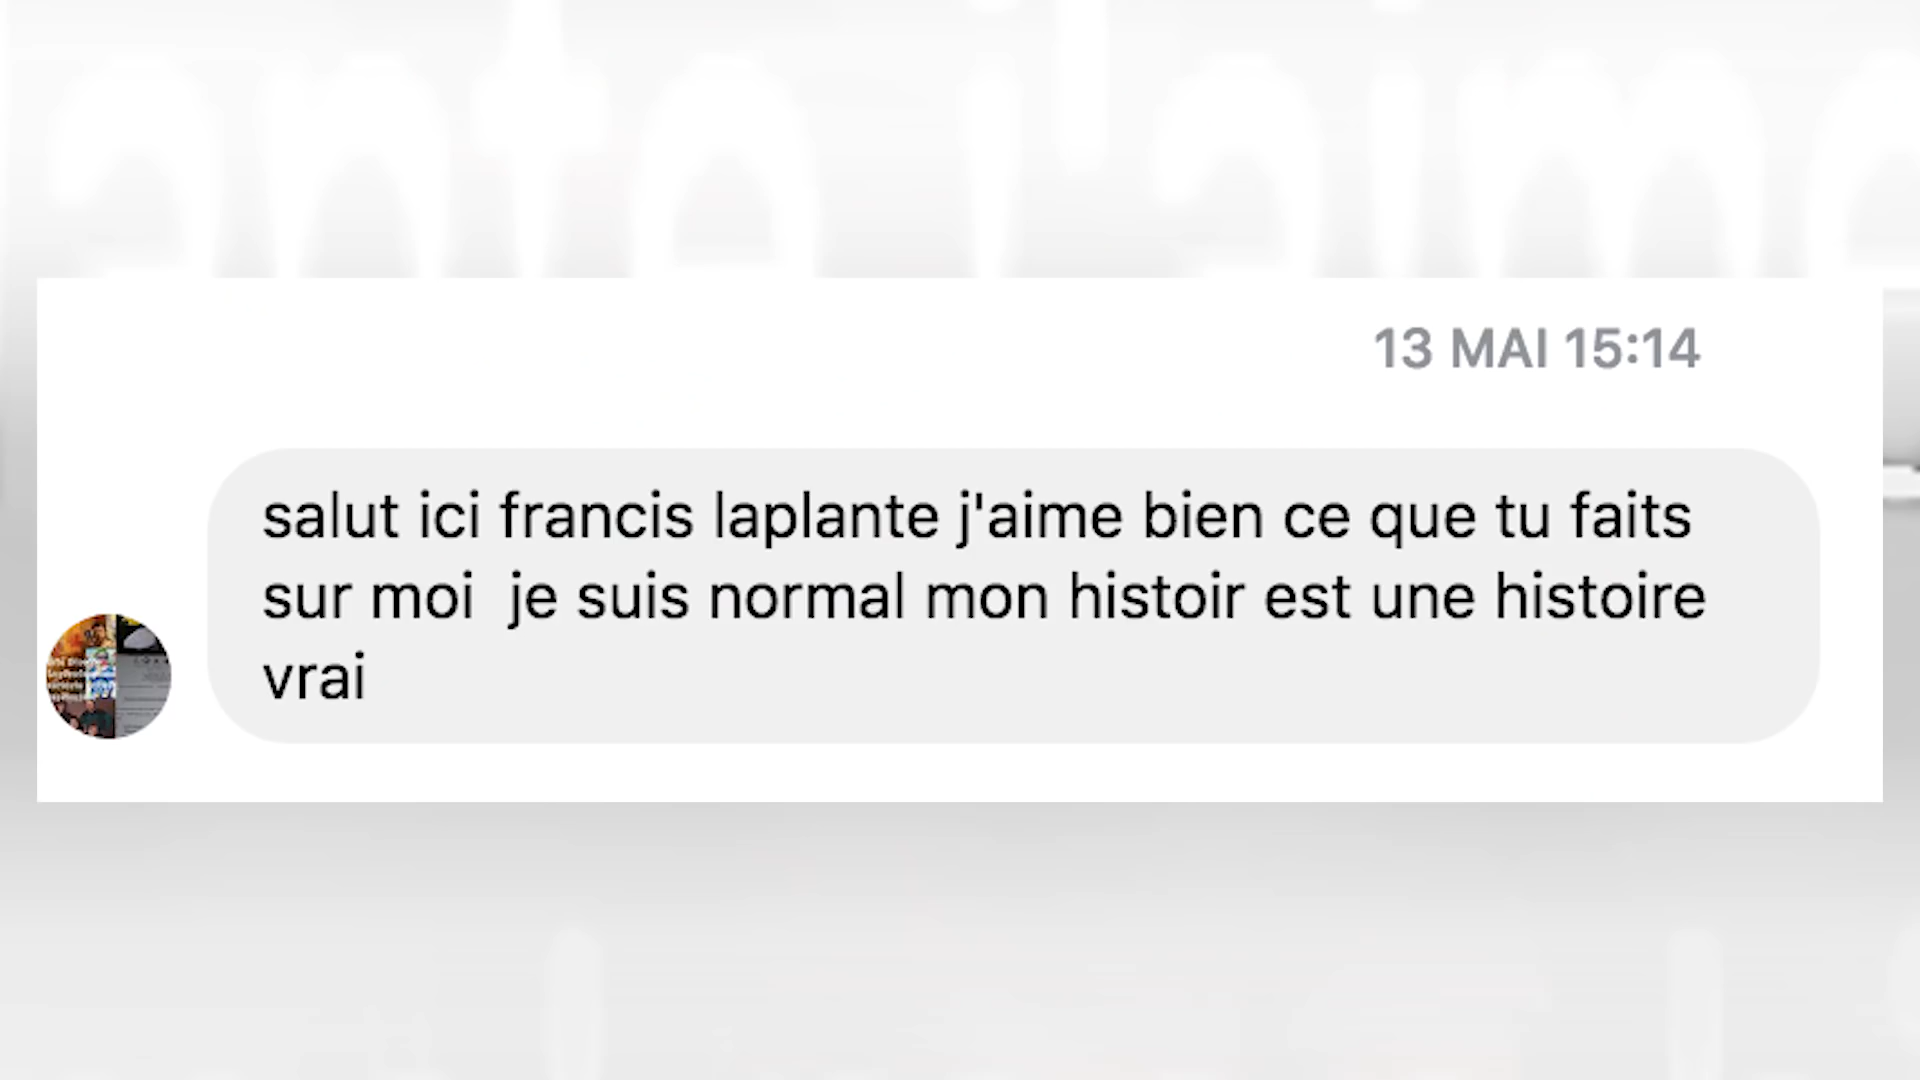 13 MAI 15:14
salut ici francis laplante j'aime bien ce que tu faits
sur moi  je suis normal mon histoir est une histoire
vrai